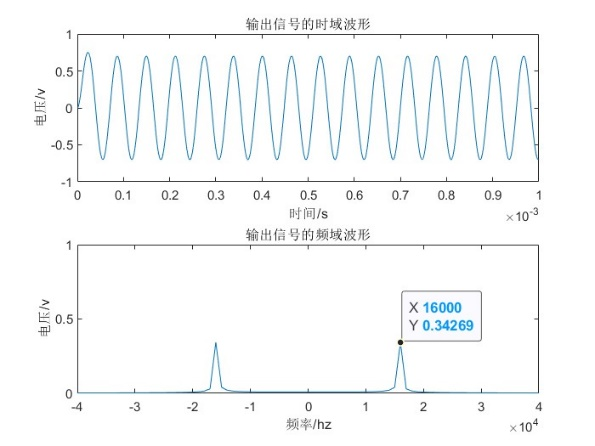 输出信号的时域波形
1
0.5
0
-0.5
-1
电压/v
0 0.1 0.2 0.3 0.4 0.5 0.6 0.7 0.8 0.9 1
时间/s
×10-3
输出信号的频域波形
1
0.5
0
电压/v
X 16000
Y 0.34269
-4 -3 -2 -1 0 1 2 3 4
频率/hz
×104